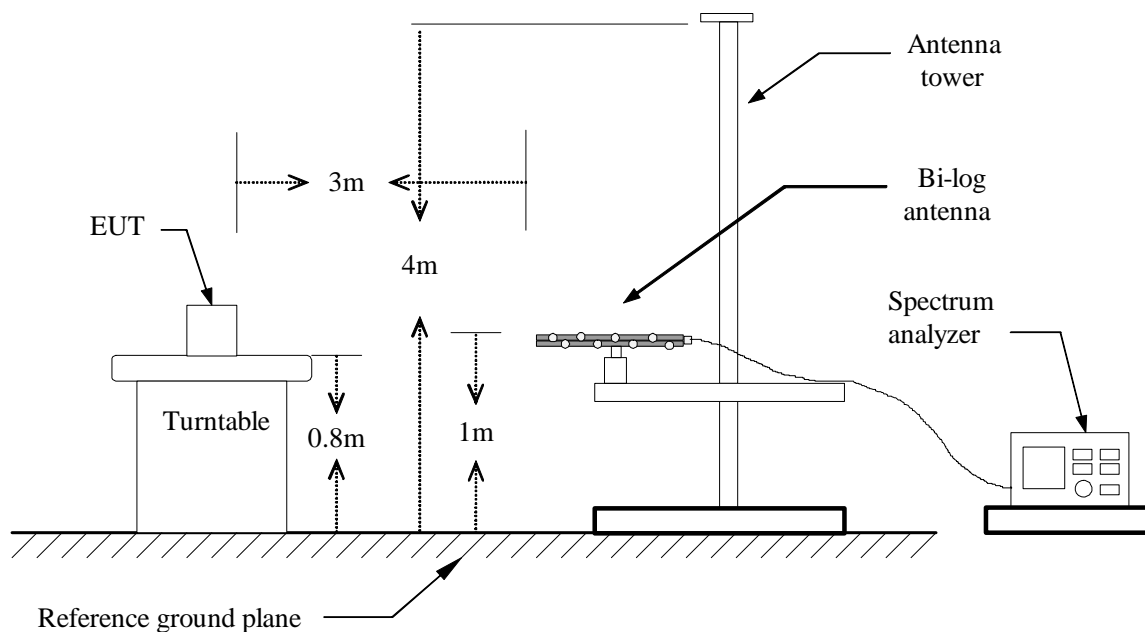 Antenna
tower
3m
Bi-log
antenna
EUT
4m
Spectrum
analyzer
Turntable
0.8m
1m
Reference ground plane